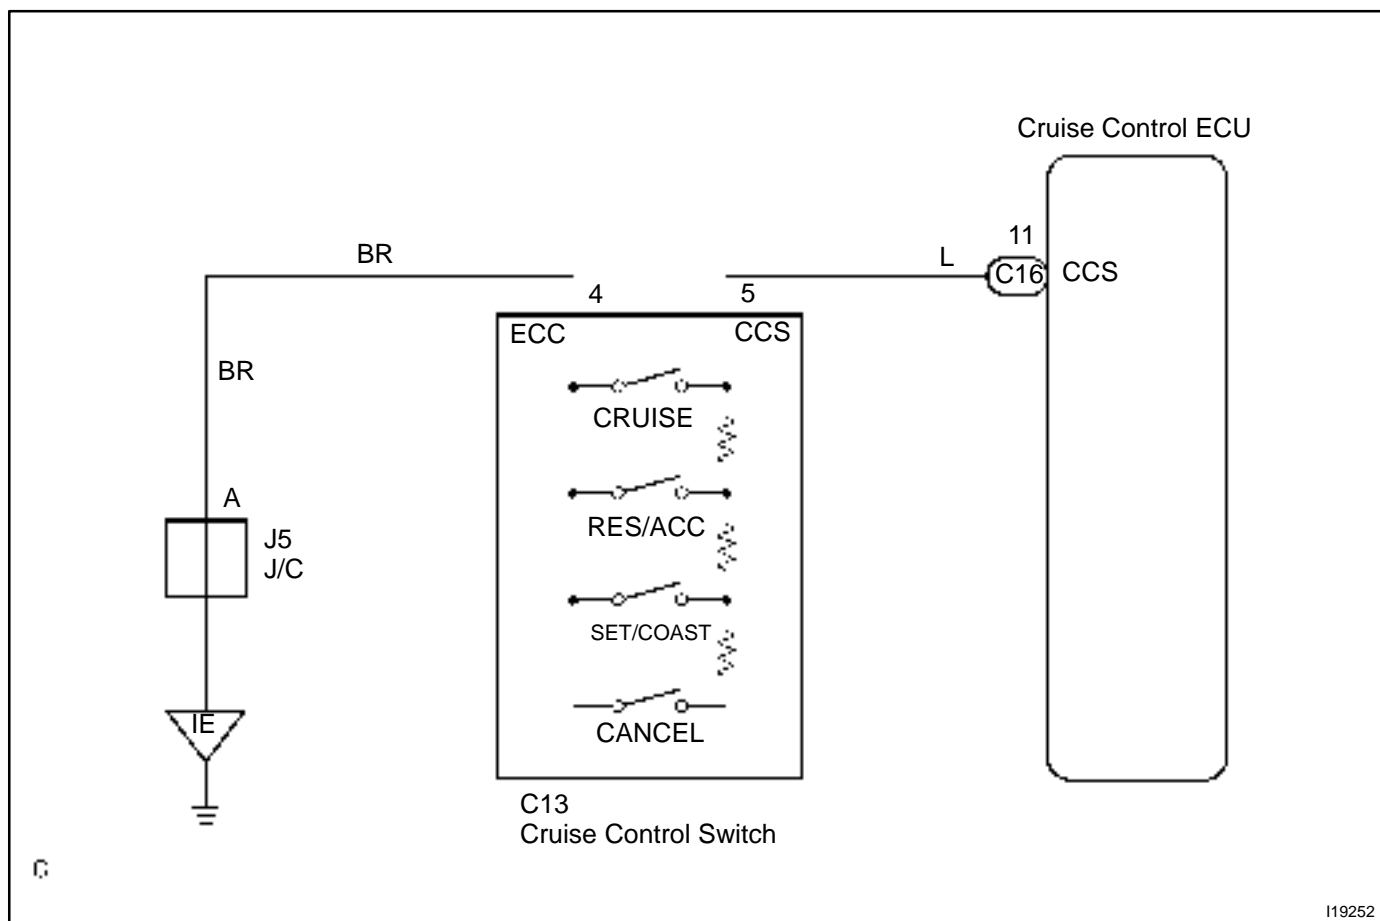 Cruise Control ECU
11
BR
L
C16
CCS
4
5
ECC
CCS
BR
CRUISE
A
RES/ACC
J5
J/C
SET/COAST
IE
CANCEL
C13
Cruise Control Switch
I19252